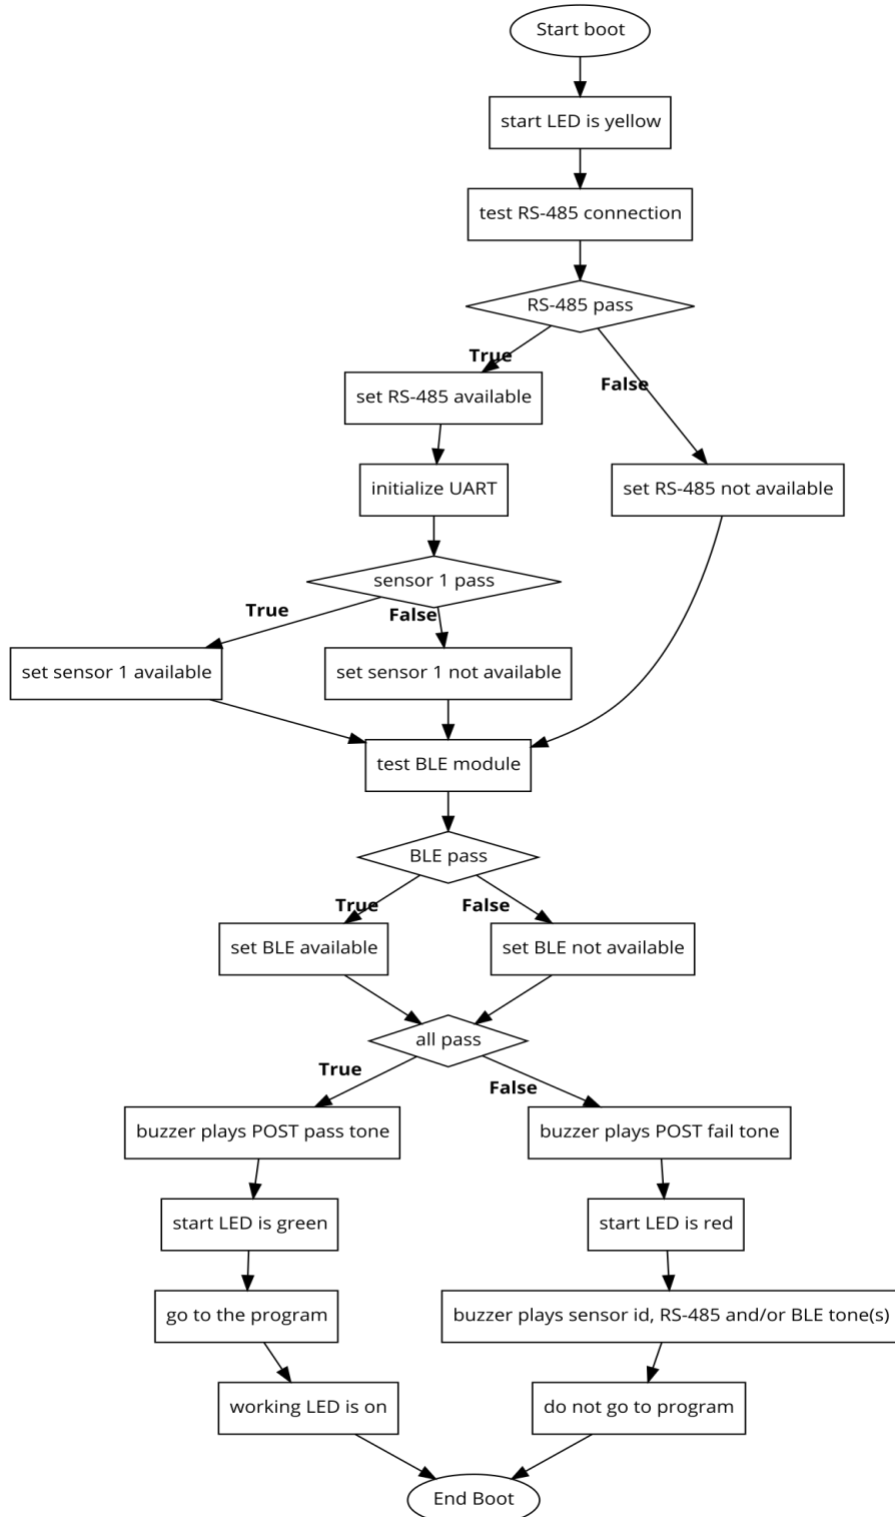 Start boot
start LED is yellow
test RS-485 connection
RS-485 pass
True
False
set RS-485 available
initialize UART
set RS-485 not available
sensor 1 pass
True
False
set sensor 1 available
set sensor 1 not available
test BLE module
BLE pass
True
False
set BLE available
set BLE not available
all pass
True
False
buzzer plays POST pass tone
buzzer plays POST fail tone
start LED is green
start LED is red
go to the program
buzzer plays sensor id, RS-485 and/or BLE tone(s)
working LED is on
do not go to program
End Boot